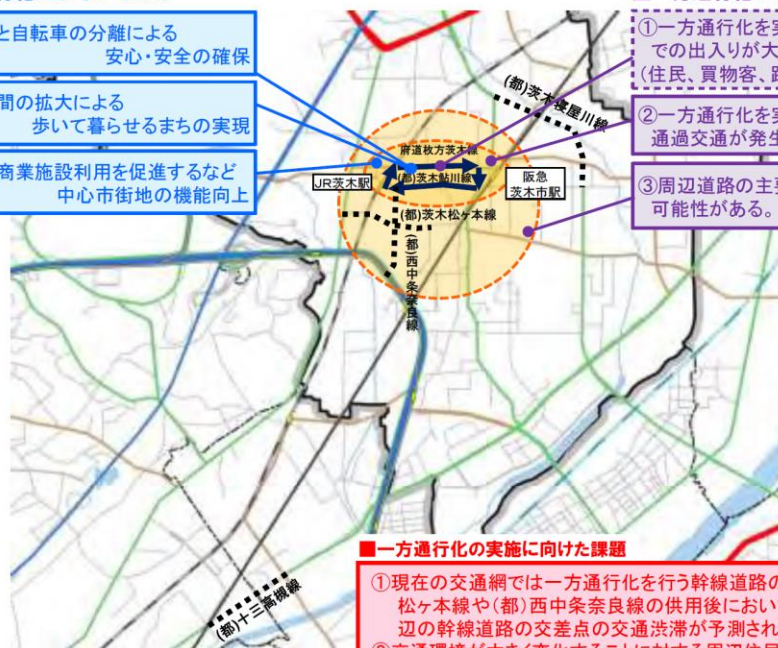 と自転車の分離による
安心・安全の確保
間の拡大による
歩いて暮らせるまちの実現
商業施設利用を促進するなど
中心市街地の機能向上
①一方通行化を実
での出入りが大
(住民、買物客、路
②一方通行化を実
通過交通が発生
③周辺道路の主要
可能性がある。
(都)茨木寝屋川線
府道枚方茨木線
(都)茨木鮎川線
JR茨木駅
阪急
茨木市駅
(都)茨木松ケ本線
(都)西中条奈良線
(都)十三高槻線
■一方通行化の実施に向けた課題
①現在の交通網では一方通行化を行う幹線道路の
松ヶ本線や(都)西中条奈良線の供用後におい
辺の幹線道路の交差点の交通渋滞が予測され